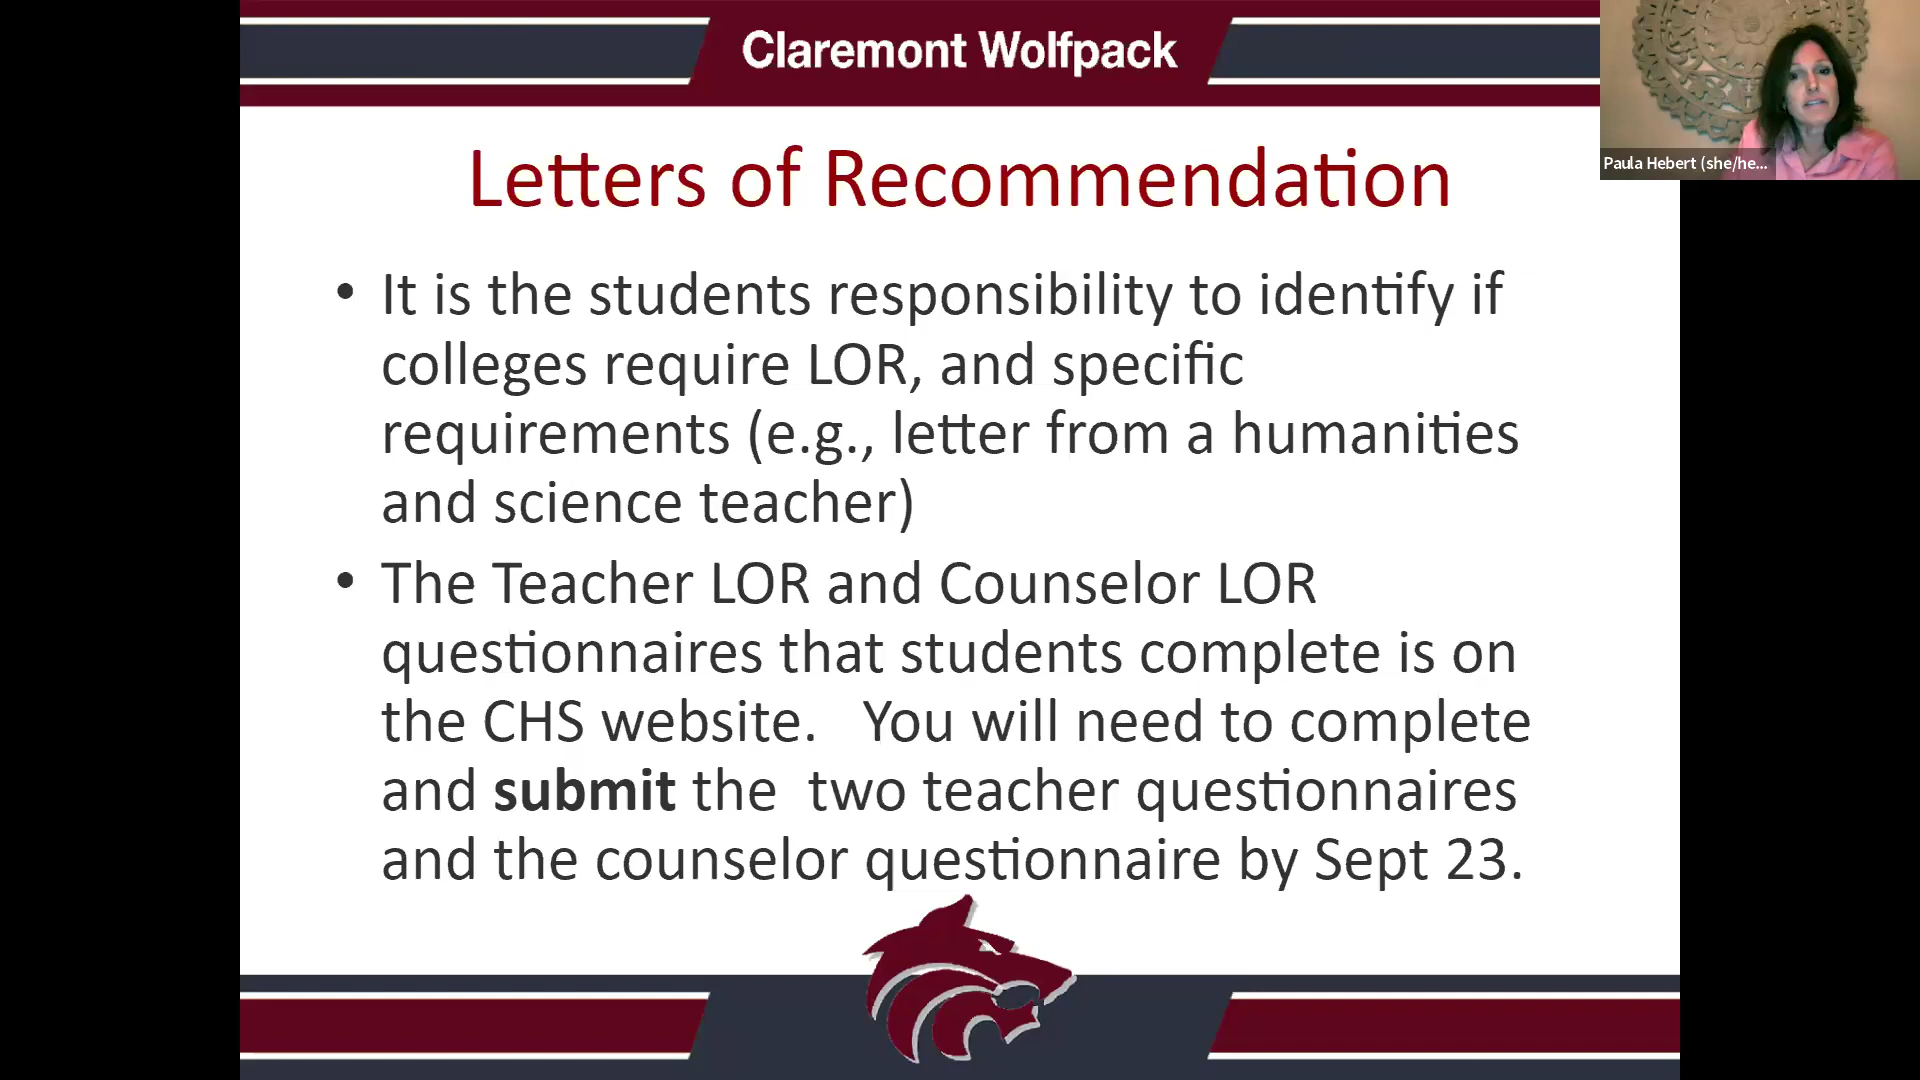 Claremont Wolfpack
Paula Hebert (she/he...
Letters of Recommendation
• It is the students responsibility to identify if
colleges require LOR, and specific
requirements (e.g., letter from a humanities
and science teacher)
• The Teacher LOR and Counselor LOR
questionnaires that students complete is on
the CHS website.   You will need to complete
and submit the  two teacher questionnaires
and the counselor questionnaire by Sept 23.